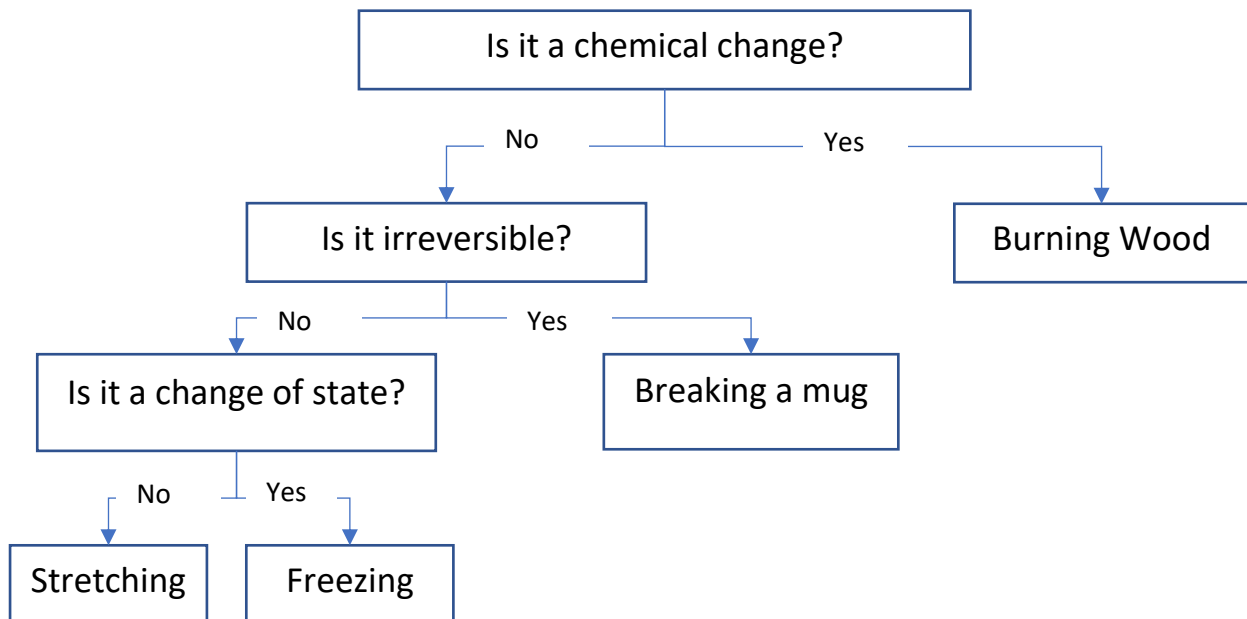 Is it a chemical change?
No
Yes
Is it irreversible?
Burning Wood
No
Yes
Is it a change of state?
Breaking a mug
No
Yes
Stretching
Freezing